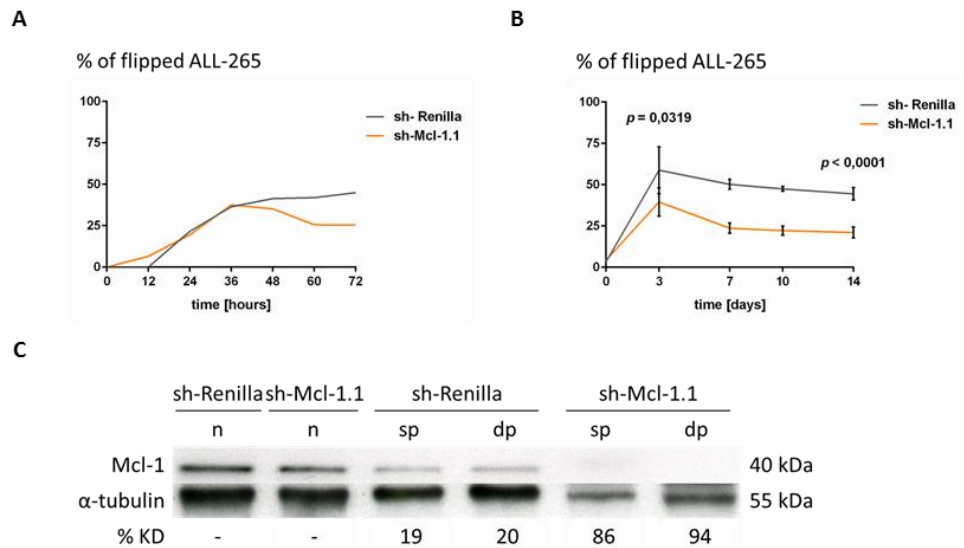 A
% of flipped ALL-265
100
75
50
25
0
0 12 24 36 48 60 72
time [hours]
sh- Renilla
sh-Mcl-1.1
B
% of flipped ALL-265
100
75
50
25
0
0 3 7 10 14
time [days]
p = 0,0319
p < 0,0001
sh- Renilla
sh-Mcl-1.1
C
sh-Renilla sh-Mcl-1.1 sh-Renilla sh-Mcl-1.1
n n sp dp sp dp
Mcl-1 40 kDa
α-tubulin 55 kDa
% KD - - 19 20 86 94